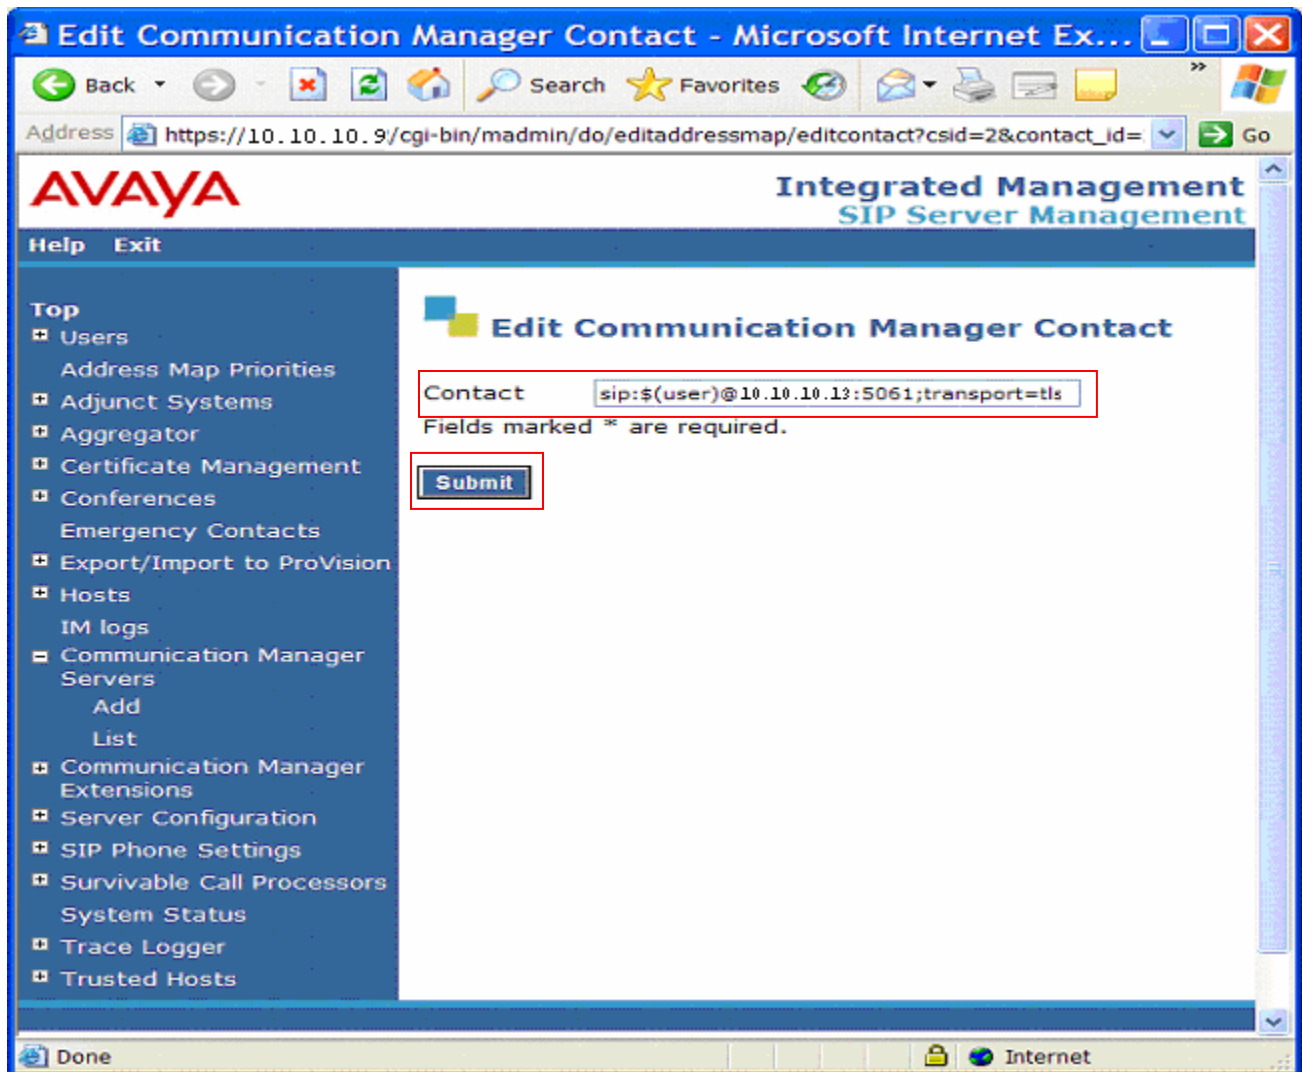 Edit Communication Manager Contact - Microsoft Internet Ex...
Back Search Favorites »
Address https://10.10.10.9/cgi-bin/madmin/do/editaddressmap/editcontact?csid=2&contact_id= Go
AVAYA
Integrated Management
SIP Server Management
Help Exit
Top
Users
Address Map Priorities
Adjunct Systems
Aggregator
Certificate Management
Conferences
Emergency Contacts
Export/Import to ProVision
Hosts
IM logs
Communication Manager
Servers
Add
List
Communication Manager
Extensions
Server Configuration
SIP Phone Settings
Survivable Call Processors
System Status
Trace Logger
Trusted Hosts
Edit Communication Manager Contact
Contact sip:$(user)@10.10.10.13:5061;transport=tls
Fields marked * are required.
Submit
Done Internet